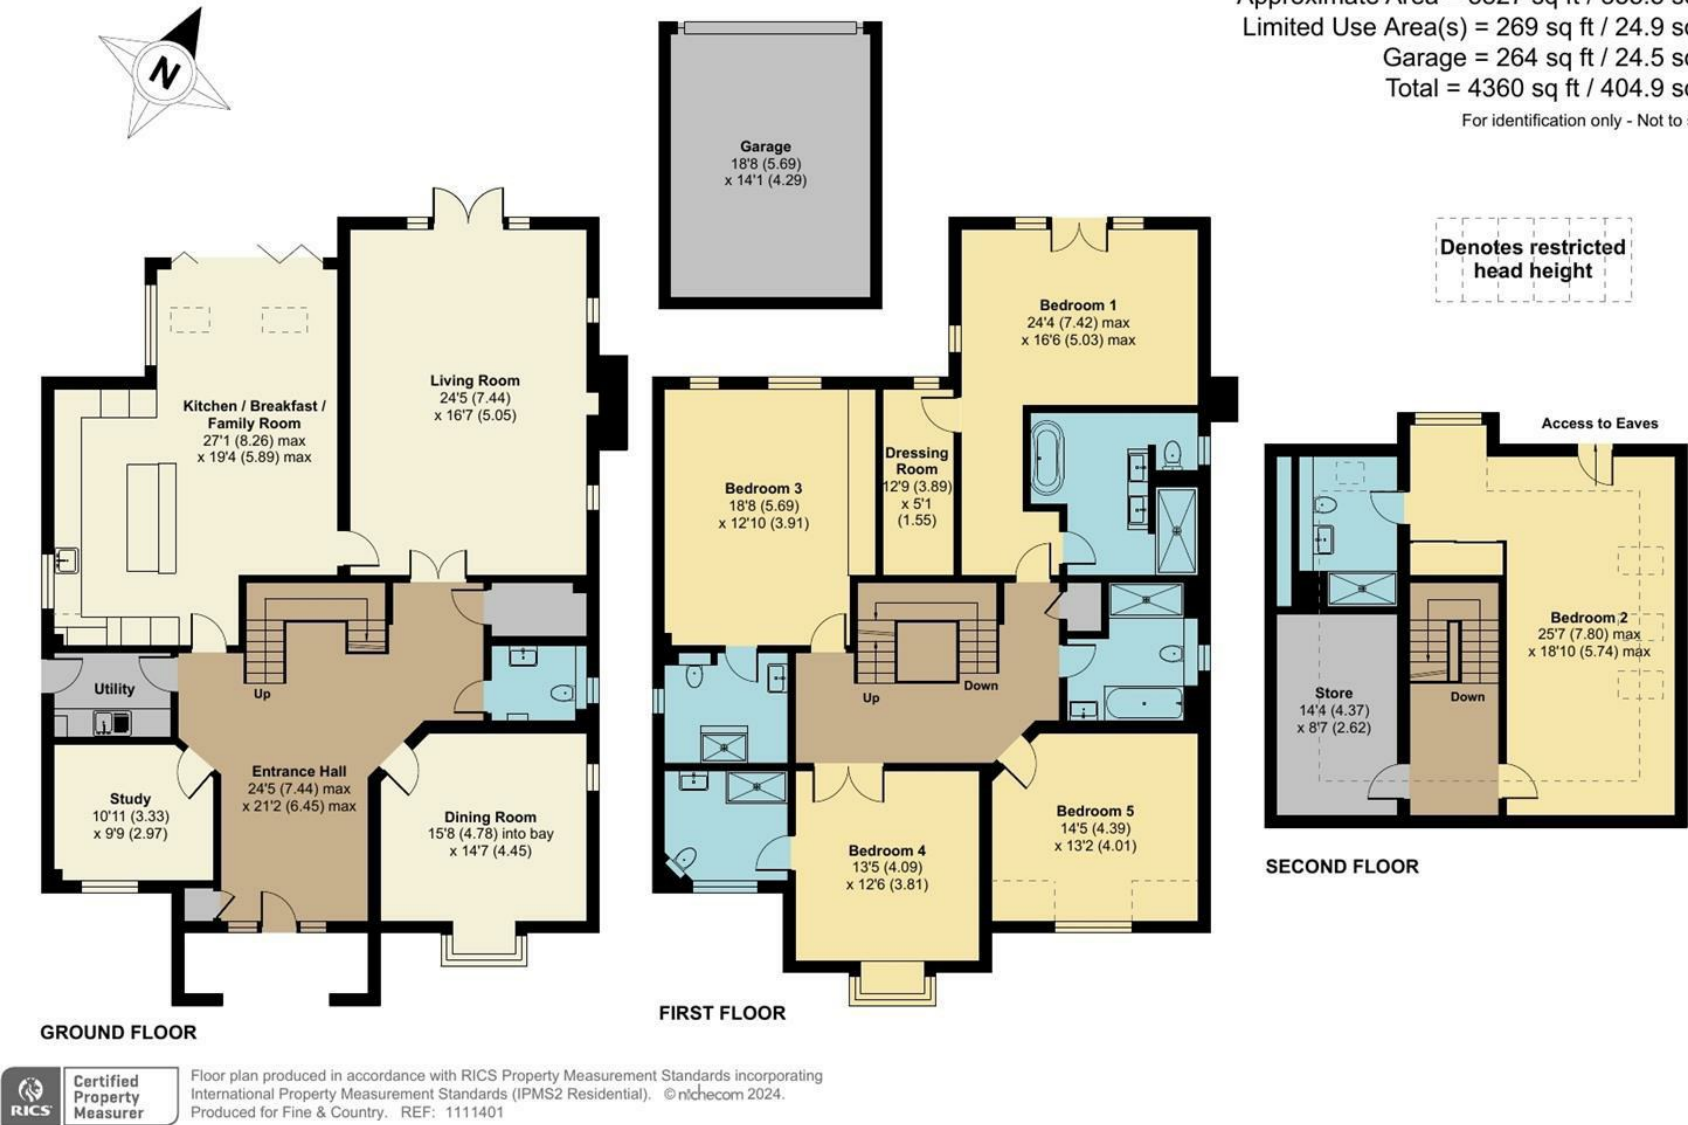 Limited Use Area(s) = 269 sq ft / 24.9
Garage = 264 sq ft / 24.5
Total = 4360 sq ft / 404.9
For identification only - Not to
N
Garage
18'8 (5.69)
x 14'1 (4.29)
Denotes restricted
head height
Living Room
24'5 (7.44)
x 16'7 (5.05)
Kitchen / Breakfast /
Family Room
27'1 (8.26) max
x 19'4 (5.89) max
Utility
Up
Study
10'11 (3.33)
x 9'9 (2.97)
Entrance Hall
24'5 (7.44) max
x 21'2 (6.45) max
Dining Room
15'8 (4.78) into bay
x 14'7 (4.45)
GROUND FLOOR
Bedroom 1
24'4 (7.42) max
x 16'6 (5.03) max
Dressing
Room
12'9 (3.89)
x 5'1
(1.55)
Bedroom 3
18'8 (5.69)
x 12'10 (3.91)
Up
Down
Bedroom 4
13'5 (4.09)
x 12'6 (3.81)
Bedroom 5
14'5 (4.39)
x 13'2 (4.01)
FIRST FLOOR
Access to Eaves
Bedroom 2
25'7 (7.80) max
x 18'10 (5.74) max
Store
14'4 (4.37)
x 8'7 (2.62)
Down
SECOND FLOOR
RICS
Certified
Property
Measurer
Floor plan produced in accordance with RICS Property Measurement Standards incorporating
International Property Measurement Standards (IPMS2 Residential). © nichecom 2024.
Produced for Fine & Country. REF: 1111401